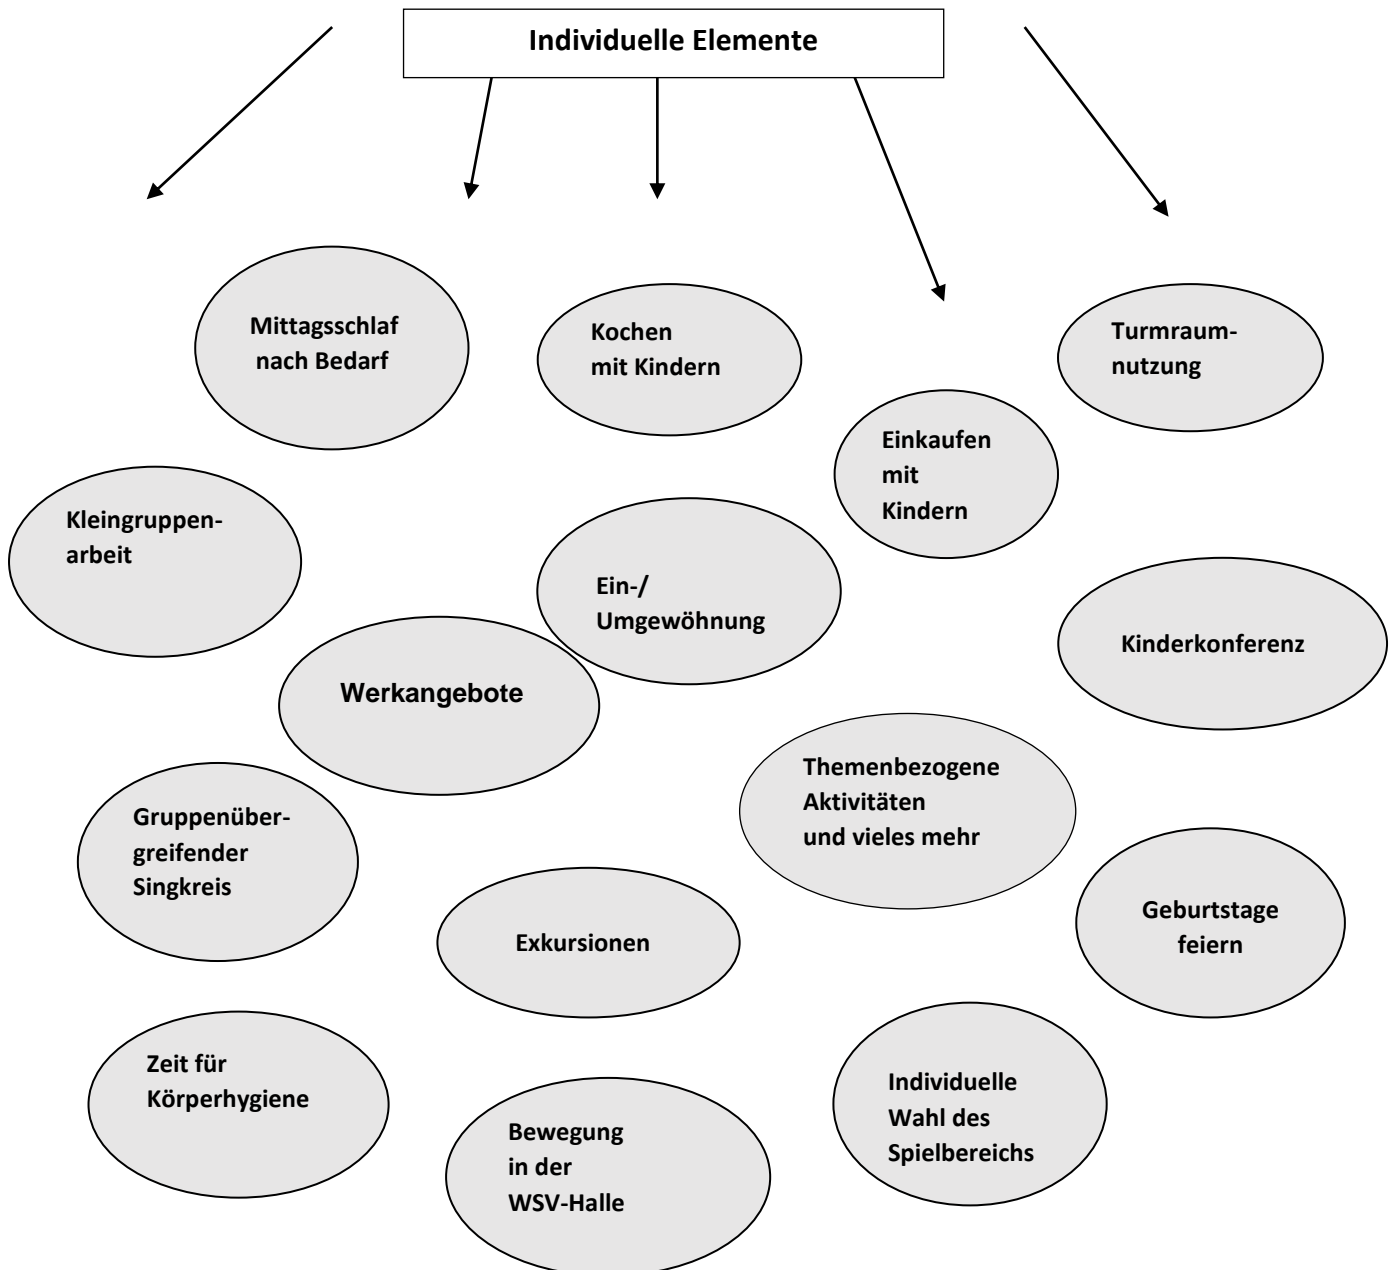 Individuelle Elemente
Mittagsschlaf
nach Bedarf
Kochen
mit Kindern
Turmraum-
nutzung
Einkaufen
mit
Kindern
Kleingruppen-
arbeit
Ein-/
Umgewöhnung
Kinderkonferenz
Werkangebote
Themenbezogene
Aktivitäten
und vieles mehr
Gruppenüber-
greifender
Singkreis
Geburtstage
feiern
Exkursionen
Zeit für
Körperhygiene
Individuelle
Wahl des
Spielbereichs
Bewegung
in der
WSV-Halle